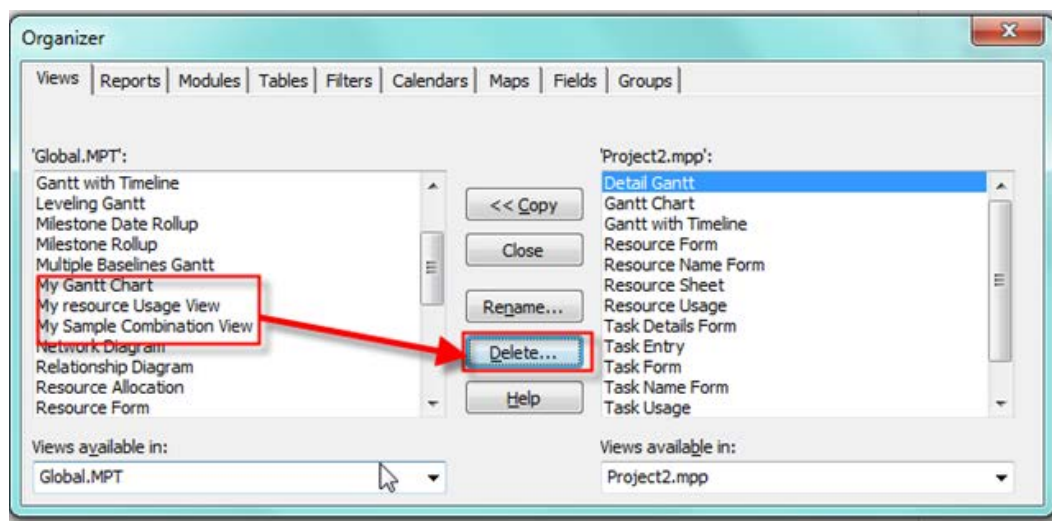 Organizer
Views Reports Modules Tables Filters Calendars Maps Fields Groups
'Global.MPT':
Gantt with Timeline
Leveling Gantt
Milestone Date Rollup
Milestone Rollup
Multiple Baselines Gantt
My Gantt Chart
My resource Usage View
My Sample Combination View
Network Diagram
Relationship Diagram
Resource Allocation
Resource Form
Views available in:
Global.MPT
<< Copy
Close
Rename...
Delete...
Help
'Project2.mpp':
Detail Gantt
Gantt Chart
Gantt with Timeline
Resource Form
Resource Name Form
Resource Sheet
Resource Usage
Task Details Form
Task Entry
Task Form
Task Name Form
Task Usage
Views available in:
Project2.mpp